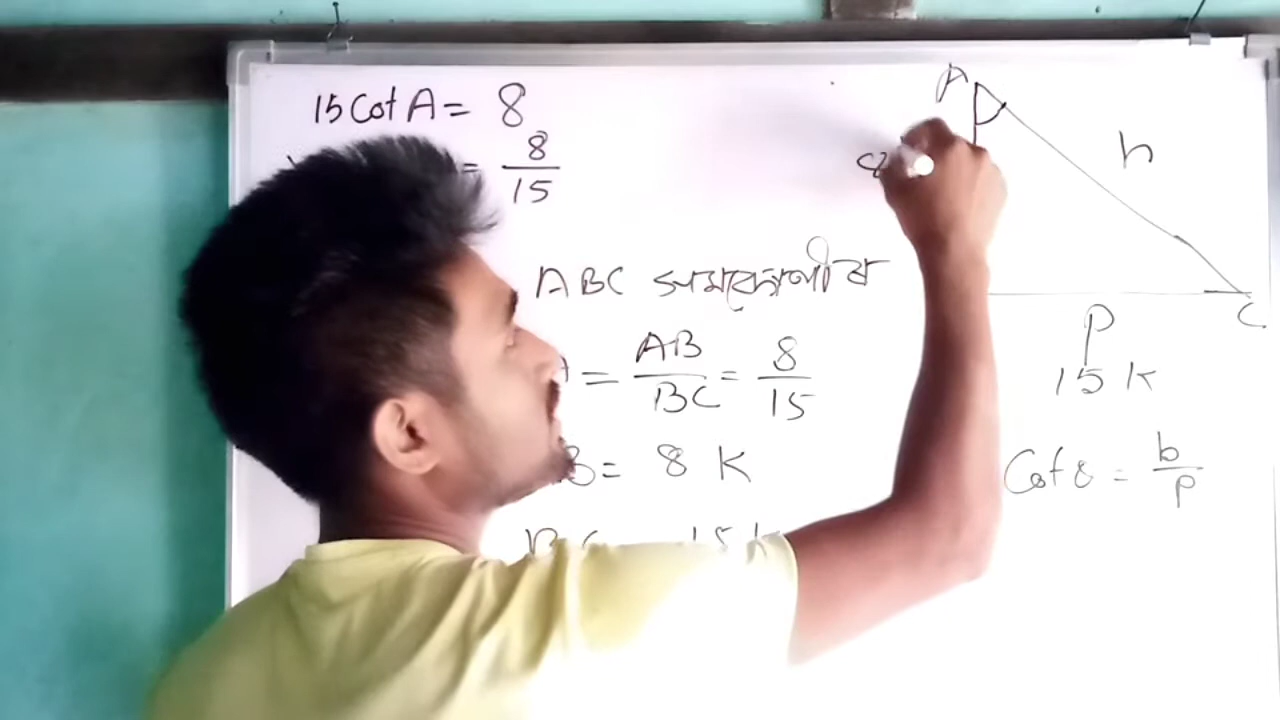 15 Cot A = 8
= 8/15
ABC সমকোণীৰ
= AB/BC = 8/15
B = 8 K
BC 15 K
A
h
C
P
15 K
Cot θ = b/p